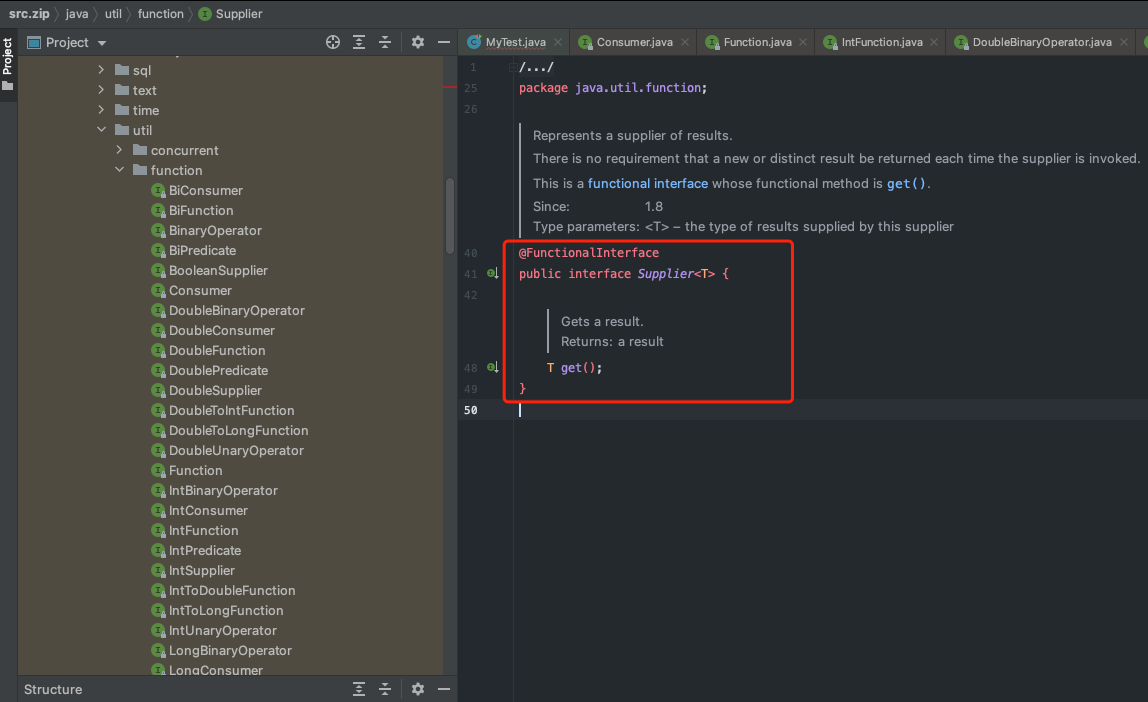 src.zip java util function Supplier
Project
Project
sql
text
time
util
concurrent
function
BiConsumer
BiFunction
BinaryOperator
BiPredicate
BooleanSupplier
Consumer
DoubleBinaryOperator
DoubleConsumer
DoubleFunction
DoublePredicate
DoubleSupplier
DoubleToIntFunction
DoubleToLongFunction
DoubleUnaryOperator
Function
IntBinaryOperator
IntConsumer
IntFunction
IntPredicate
IntSupplier
IntToDoubleFunction
IntToLongFunction
IntUnaryOperator
LongBinaryOperator
LongConsumer
Structure
MyTest.java Consumer.java Function.java IntFunction.java DoubleBinaryOperator.java
1 /.../
25 package java.util.function;
26
Represents a supplier of results.
There is no requirement that a new or distinct result be returned each time the supplier is invoked.
This is a functional interface whose functional method is get().
Since: 1.8
Type parameters: <T> – the type of results supplied by this supplier
40 @FunctionalInterface
41 public interface Supplier<T> {
42
Gets a result.
Returns: a result
48 T get();
49 }
50